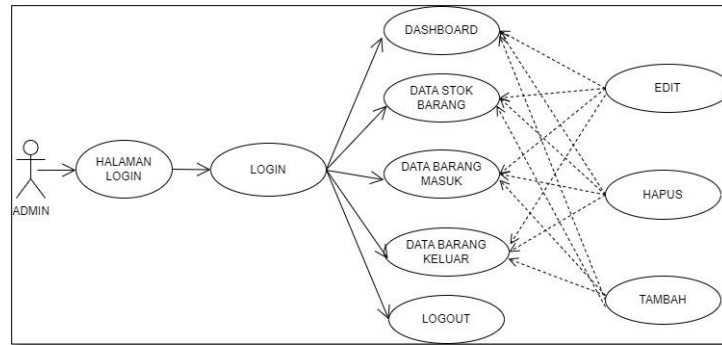 DASHBOARD
DATA STOK
BARANG
EDIT
HALAMAN
LOGIN
LOGIN
DATA BARANG
MASUK
HAPUS
ADMIN
DATA BARANG
KELUAR
TAMBAH
LOGOUT